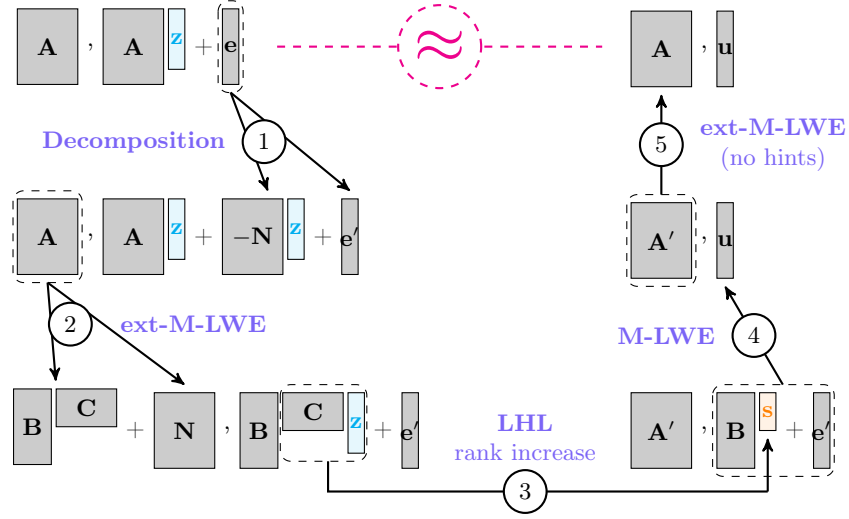 A , A z + e ≈ A , u
Decomposition 1
5 ext-M-LWE
(no hints)
A , A z + −N z + e′
A′ , u
2 ext-M-LWE
M-LWE 4
B C + N , B C z + e′
LHL
rank increase
A′ , B s + e′
3